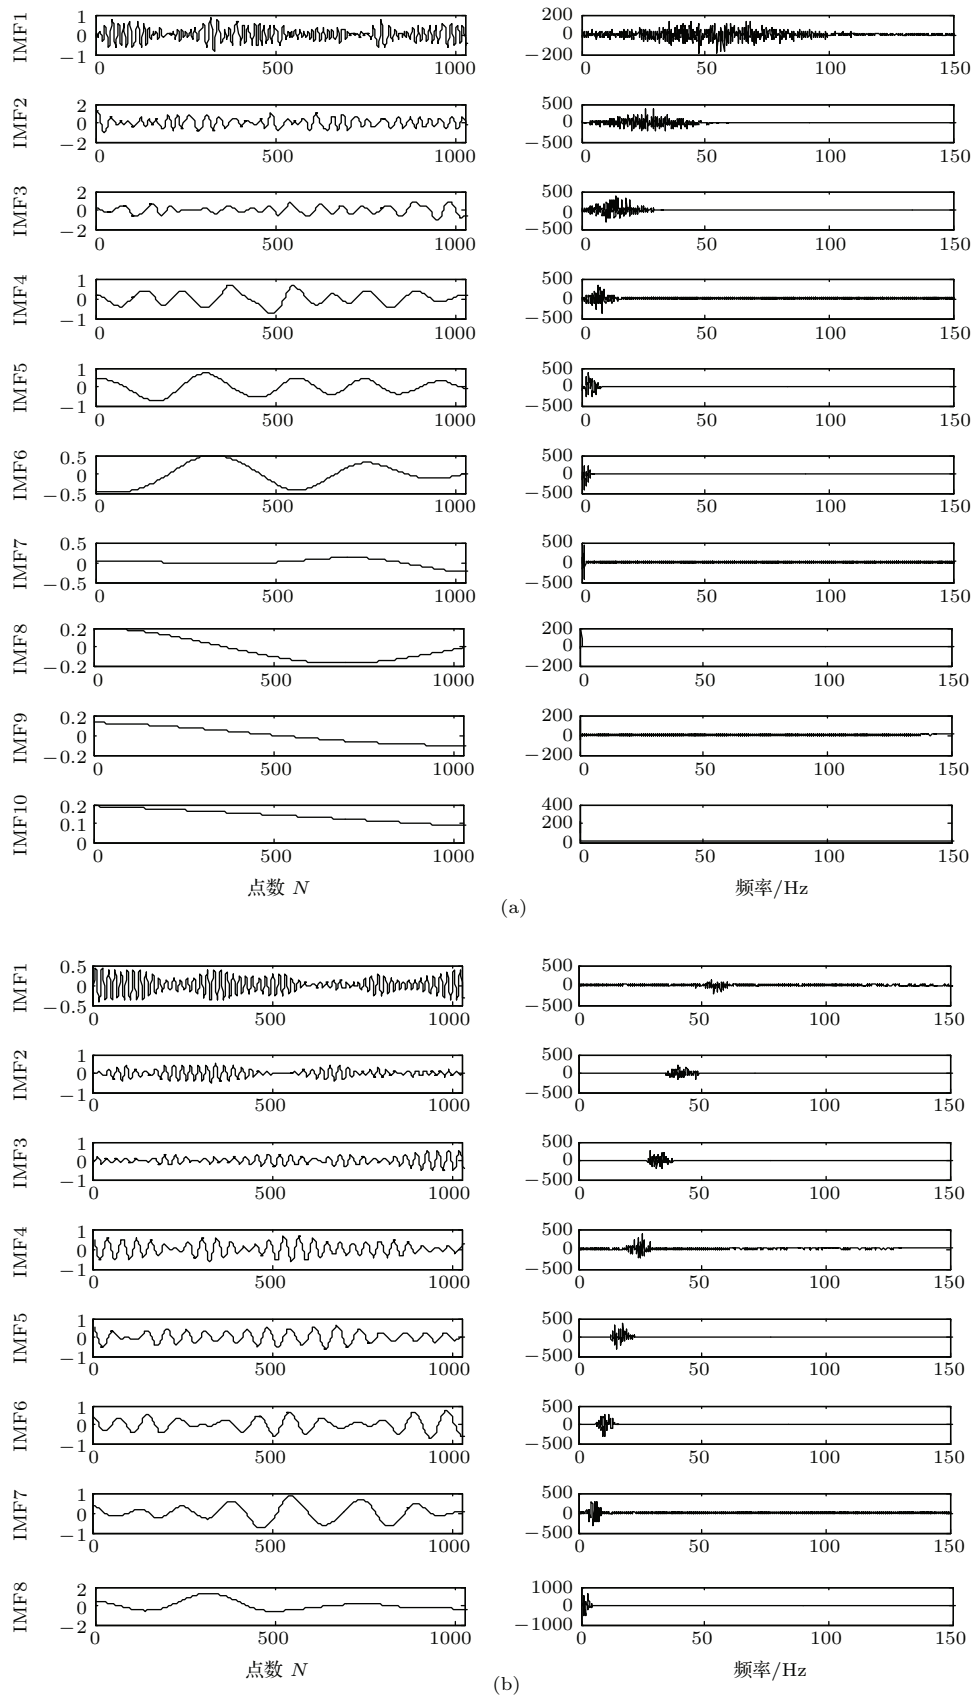 IMF1 1 0 −1 0 500 1000 200 0 −200 0 50 100 150
IMF2 2 0 −2 0 500 1000 500 0 −500 0 50 100 150
IMF3 2 0 −2 0 500 1000 500 0 −500 0 50 100 150
IMF4 1 0 −1 0 500 1000 500 0 −500 0 50 100 150
IMF5 1 0 −1 0 500 1000 500 0 −500 0 50 100 150
IMF6 0.5 0 −0.5 0 500 1000 500 0 −500 0 50 100 150
IMF7 0.5 0 −0.5 0 500 1000 500 0 −500 0 50 100 150
IMF8 0.2 0 −0.2 0 500 1000 200 0 −200 0 50 100 150
IMF9 0.2 0 −0.2 0 500 1000 200 0 −200 0 50 100 150
IMF10 0.2 0.1 0 0 500 1000 400 200 0 0 50 100 150
点数 N 频率/Hz
(a)
IMF1 0.5 0 −0.5 0 500 1000 500 0 −500 0 50 100 150
IMF2 1 0 −1 0 500 1000 500 0 −500 0 50 100 150
IMF3 1 0 −1 0 500 1000 500 0 −500 0 50 100 150
IMF4 1 0 −1 0 500 1000 500 0 −500 0 50 100 150
IMF5 1 0 −1 0 500 1000 500 0 −500 0 50 100 150
IMF6 1 0 −1 0 500 1000 500 0 −500 0 50 100 150
IMF7 1 0 −1 0 500 1000 500 0 −500 0 50 100 150
IMF8 2 0 −2 0 500 1000 1000 0 −1000 0 50 100 150
点数 N 频率/Hz
(b)